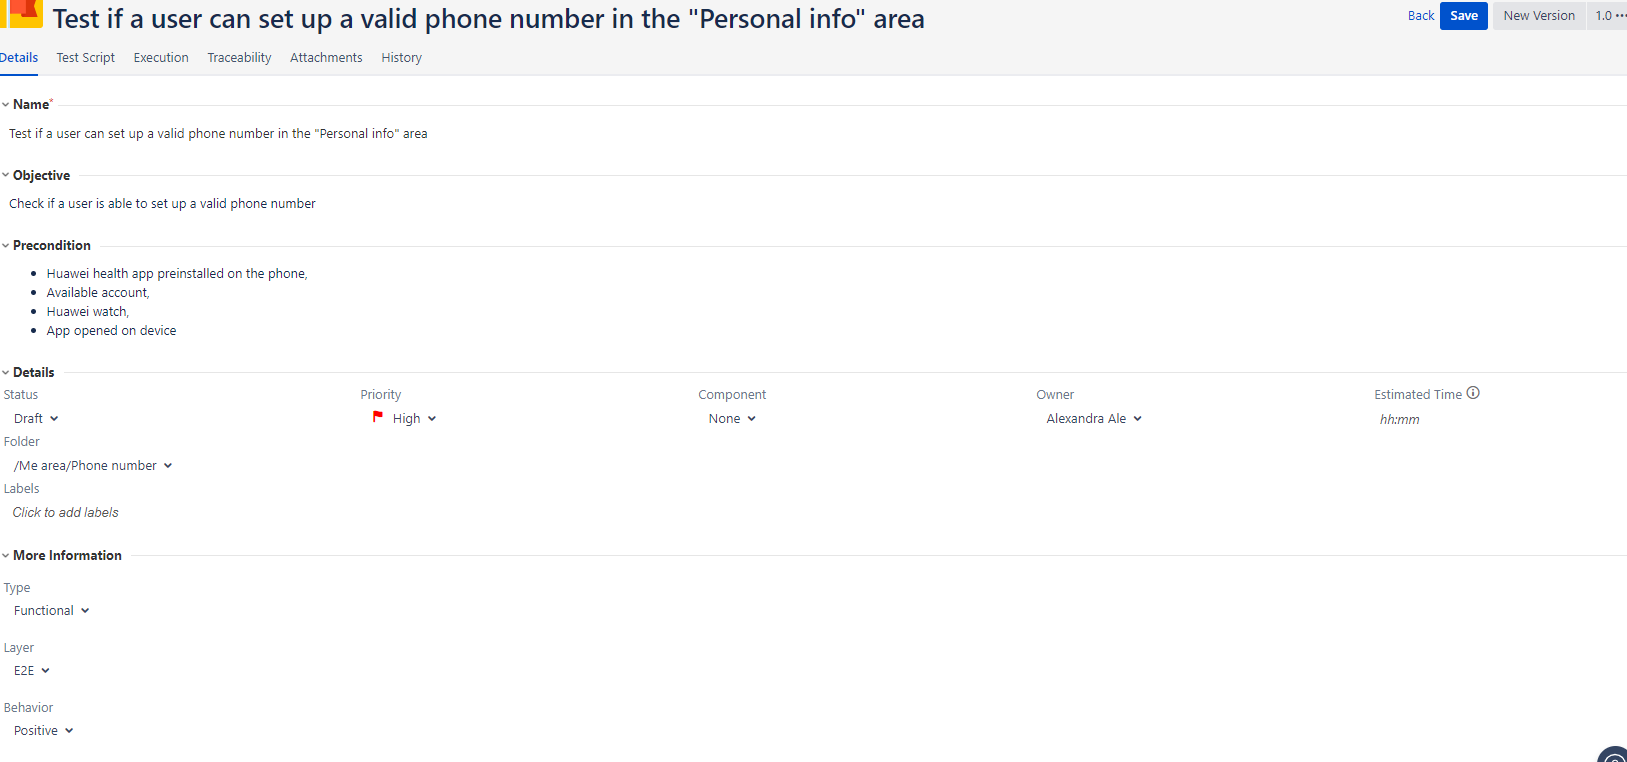 Test if a user can set up a valid phone number in the "Personal info" area
Back Save New Version 1.0 ···
Details Test Script Execution Traceability Attachments History
Name*
Test if a user can set up a valid phone number in the "Personal info" area
Objective
Check if a user is able to set up a valid phone number
Precondition
• Huawei health app preinstalled on the phone,
• Available account,
• Huawei watch,
• App opened on device
Details
Status Priority Component Owner Estimated Time
Draft High None Alexandra Ale hh:mm
Folder
/Me area/Phone number
Labels
Click to add labels
More Information
Type
Functional
Layer
E2E
Behavior
Positive